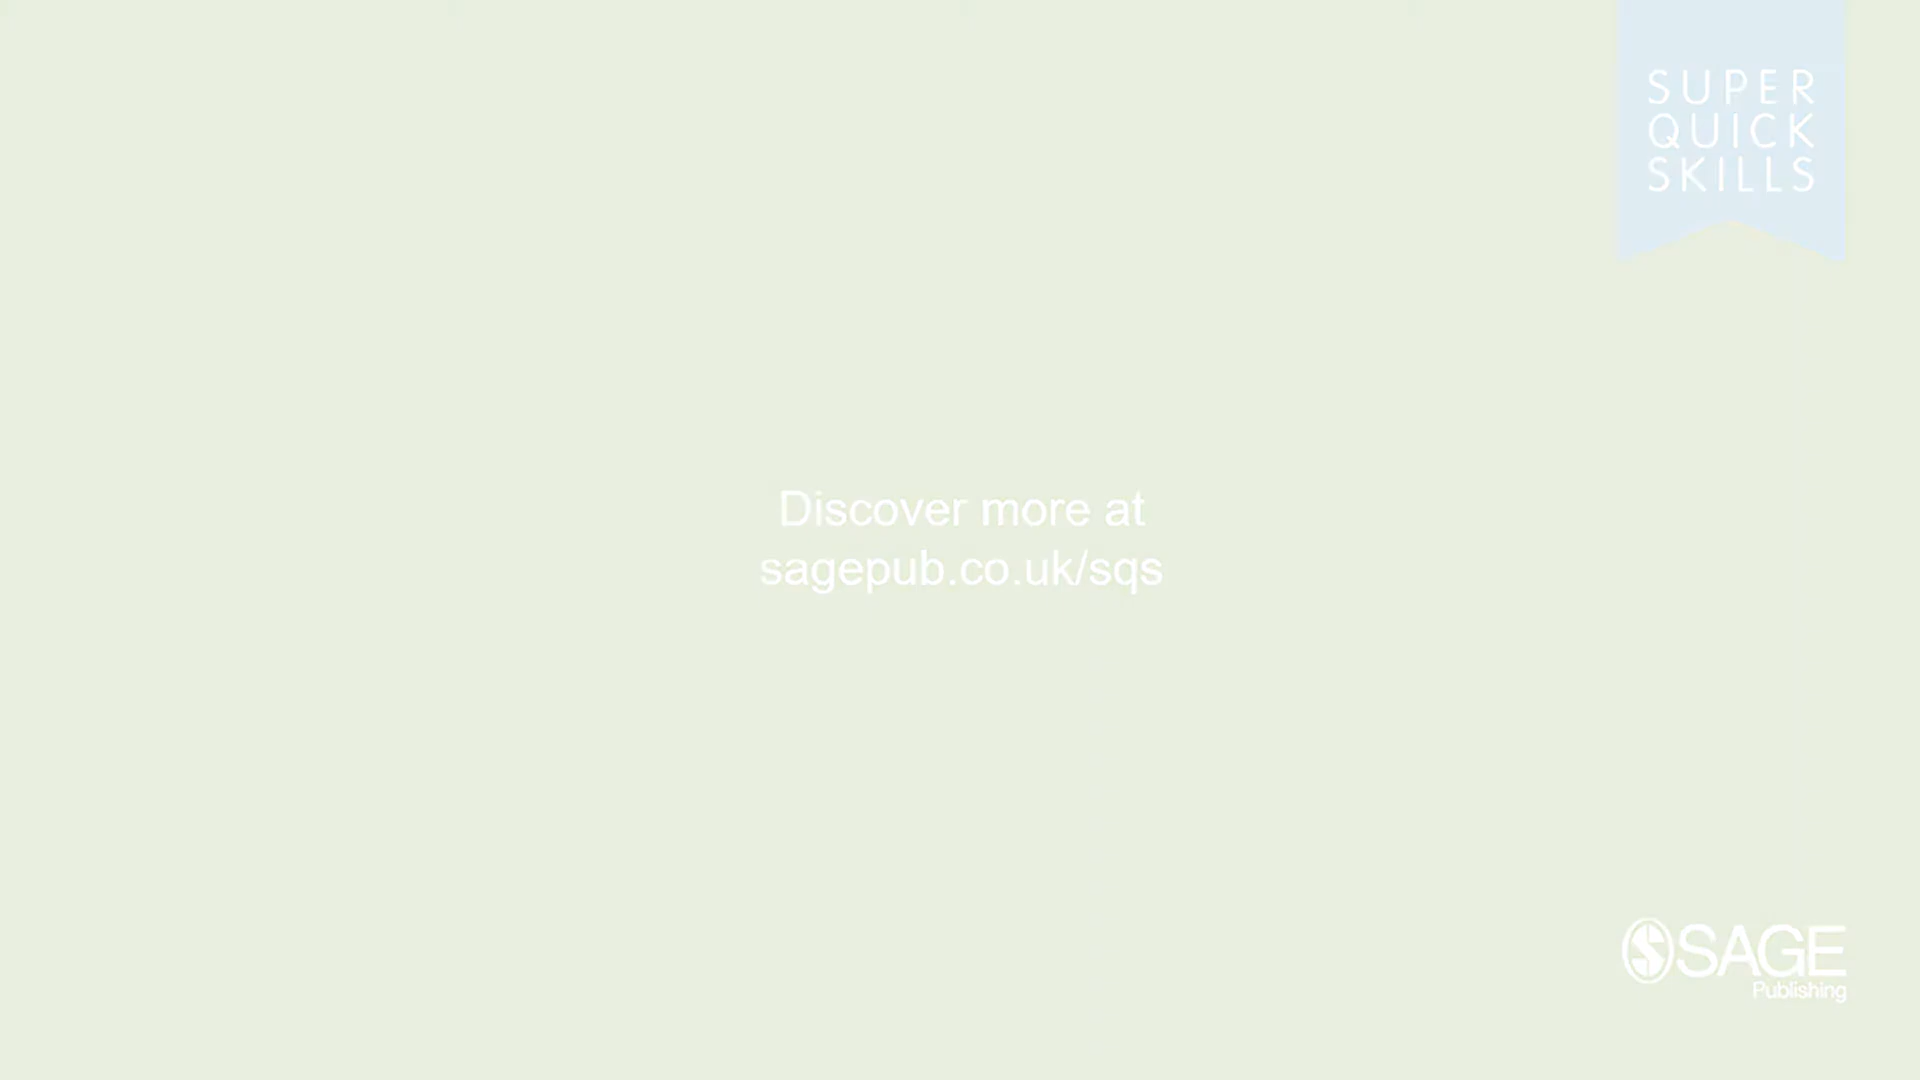 SUPER
QUICK
SKILLS
Discover more at
sagepub.co.uk/sqs
SAGE
Publishing